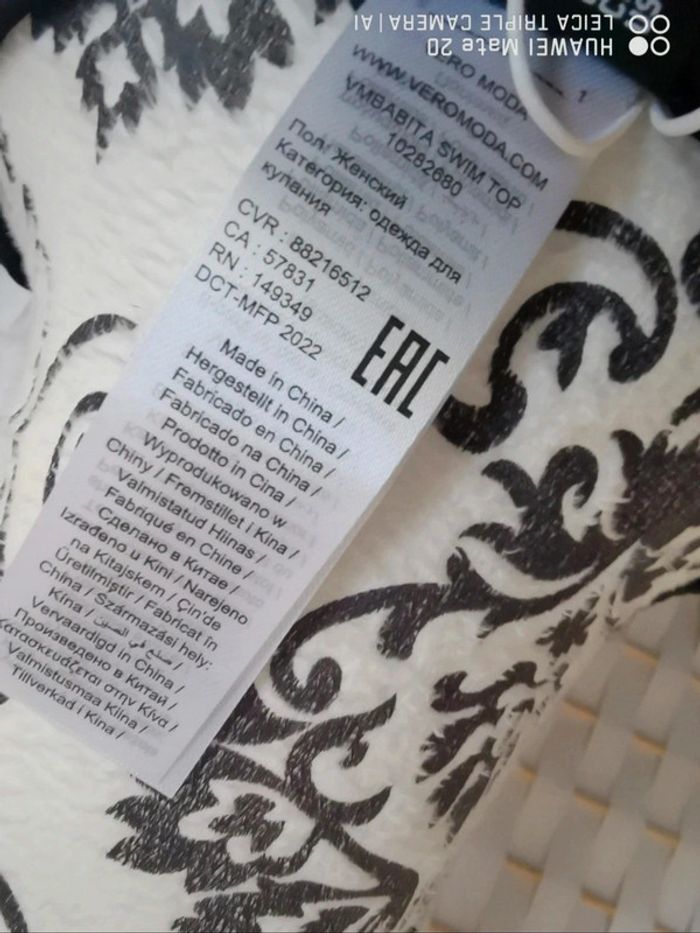 HUAWEI Mate 20
LEICA TRIPLE CAMERA | AI
VERO MODA
WWW.VEROMODA.COM
VMBABITA SWIM TOP
10282680
Пол: Женский
Категория: одежда для
купания
CVR : 88216512
CA : 57831
RN : 149349
DCT-MFP 2022
EAC
Made in China /
Hergestellt in China /
Fabricado en China /
Fabricado na China /
Prodotto in Cina /
Wyprodukowano w
Chiny / Fremstillet i Kina /
Valmistatud Hiinas /
Fabriqué en Chine /
Сделано в Китае /
Izrađeno u Kini / Narejeno
na Kitajskem / Çin'de
Üretilmiştir / Fabricat în
China / Származási hely:
Kína / صنع في الصين /
Vervaardigd in China /
Произведено в Китай /
Κατασκευάζεται στην Κίνα /
Valmistusmaa Kiina /
Tillverkad i Kina /